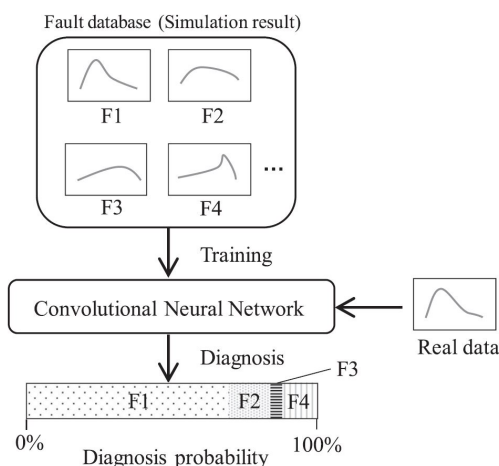 Fault database (Simulation result)
F1
F2
F3
F4
...
Training
Convolutional Neural Network
Real data
Diagnosis
F3
F1
F2
F4
0%
100%
Diagnosis probability